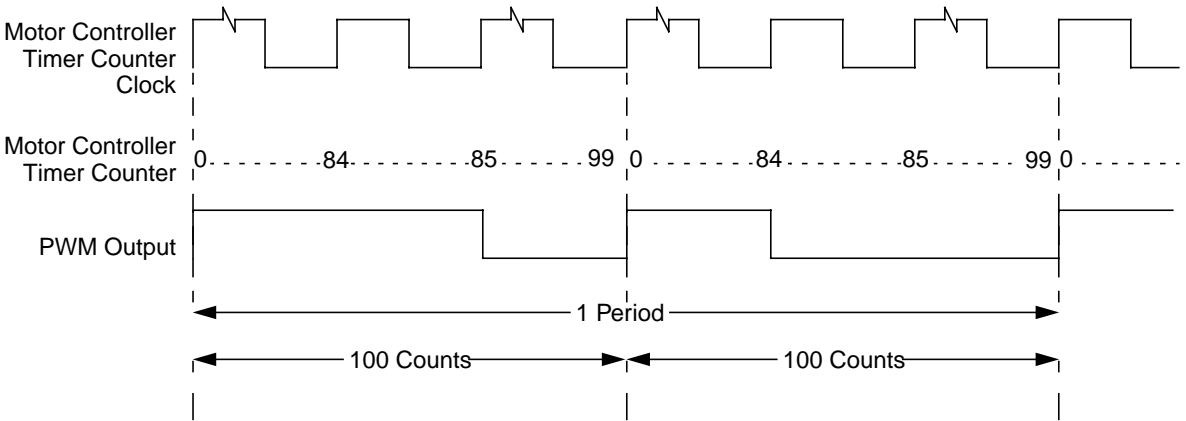 Motor Controller
Timer Counter
Clock
Motor Controller
Timer Counter
0 84 85 99 0 84 85 99 0
PWM Output
1 Period
100 Counts 100 Counts